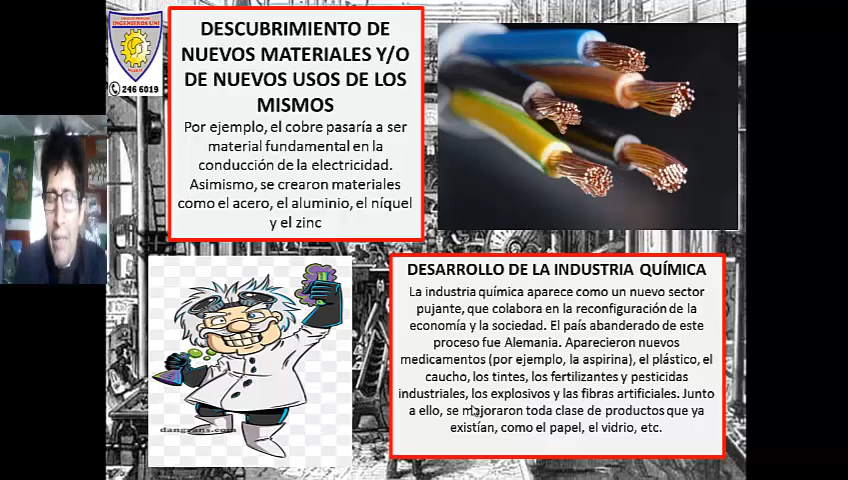 INGENIEROS UNI
246 6019
DESCUBRIMIENTO DE
NUEVOS MATERIALES Y/O
DE NUEVOS USOS DE LOS
MISMOS
Por ejemplo, el cobre pasaría a ser
material fundamental en la
conducción de la electricidad.
Asimismo, se crearon materiales
como el acero, el aluminio, el níquel
y el zinc
DESARROLLO DE LA INDUSTRIA QUÍMICA
La industria química aparece como un nuevo sector
pujante, que colabora en la reconfiguración de la
economía y la sociedad. El país abanderado de este
proceso fue Alemania. Aparecieron nuevos
medicamentos (por ejemplo, la aspirina), el plástico, el
caucho, los tintes, los fertilizantes y pesticidas
industriales, los explosivos y las fibras artificiales. Junto
a ello, se mejoraron toda clase de productos que ya
existían, como el papel, el vidrio, etc.